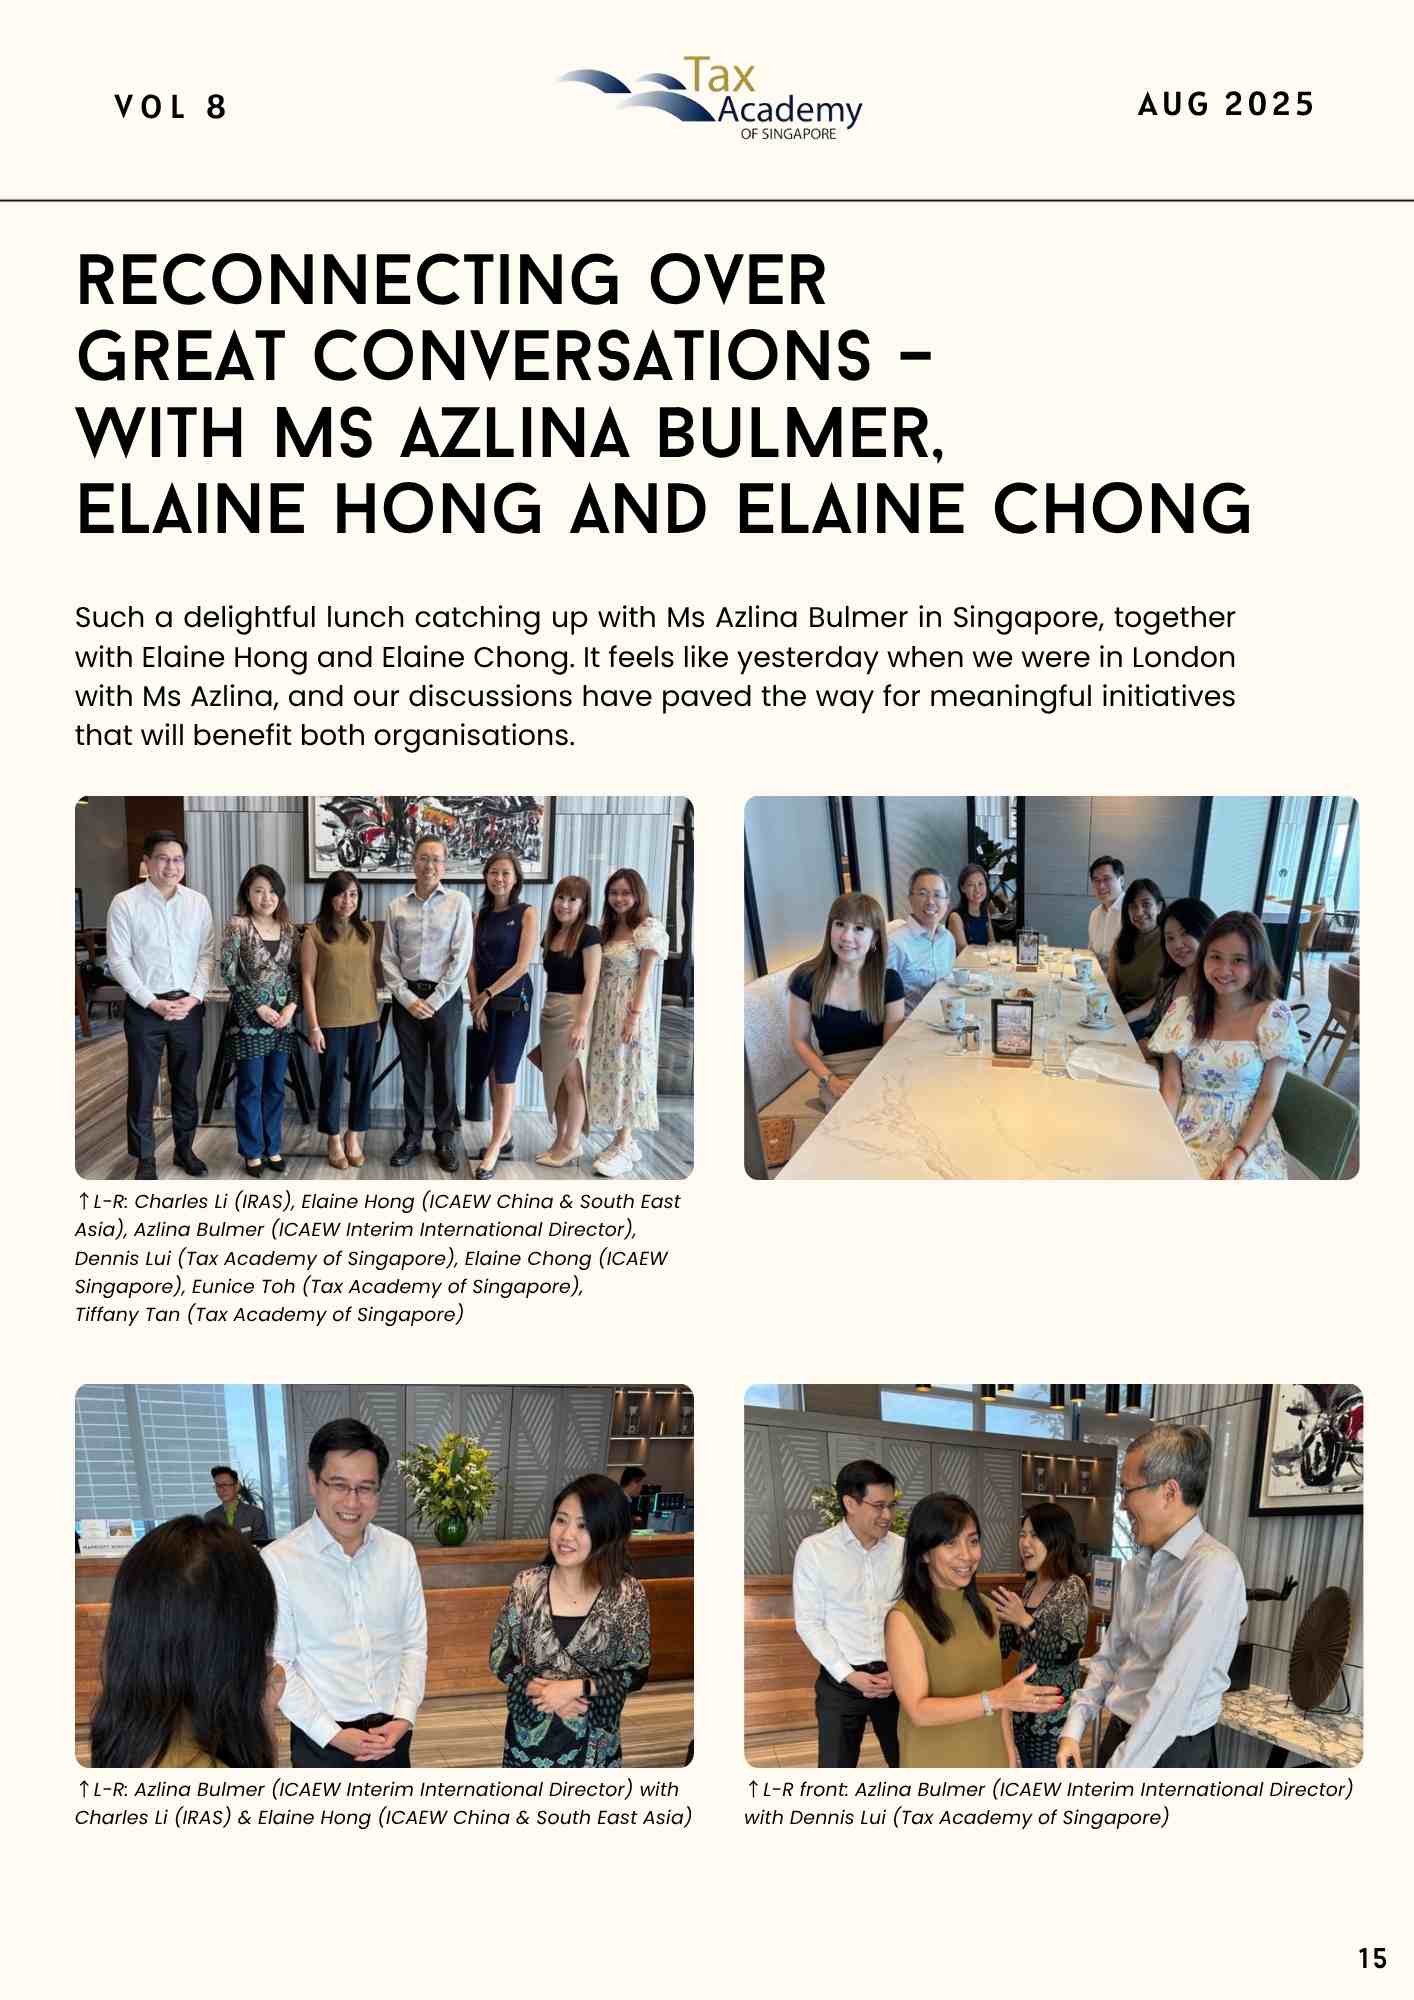 VOL 8
Tax
Academy
OF SINGAPORE
AUG 2025
RECONNECTING OVER
GREAT CONVERSATIONS –
WITH MS AZLINA BULMER,
ELAINE HONG AND ELAINE CHONG
Such a delightful lunch catching up with Ms Azlina Bulmer in Singapore, together
with Elaine Hong and Elaine Chong. It feels like yesterday when we were in London
with Ms Azlina, and our discussions have paved the way for meaningful initiatives
that will benefit both organisations.
↑L-R: Charles Li (IRAS), Elaine Hong (ICAEW China & South East
Asia), Azlina Bulmer (ICAEW Interim International Director),
Dennis Lui (Tax Academy of Singapore), Elaine Chong (ICAEW
Singapore), Eunice Toh (Tax Academy of Singapore),
Tiffany Tan (Tax Academy of Singapore)
↑L-R: Azlina Bulmer (ICAEW Interim International Director) with
Charles Li (IRAS) & Elaine Hong (ICAEW China & South East Asia)
↑L-R front: Azlina Bulmer (ICAEW Interim International Director)
with Dennis Lui (Tax Academy of Singapore)
15